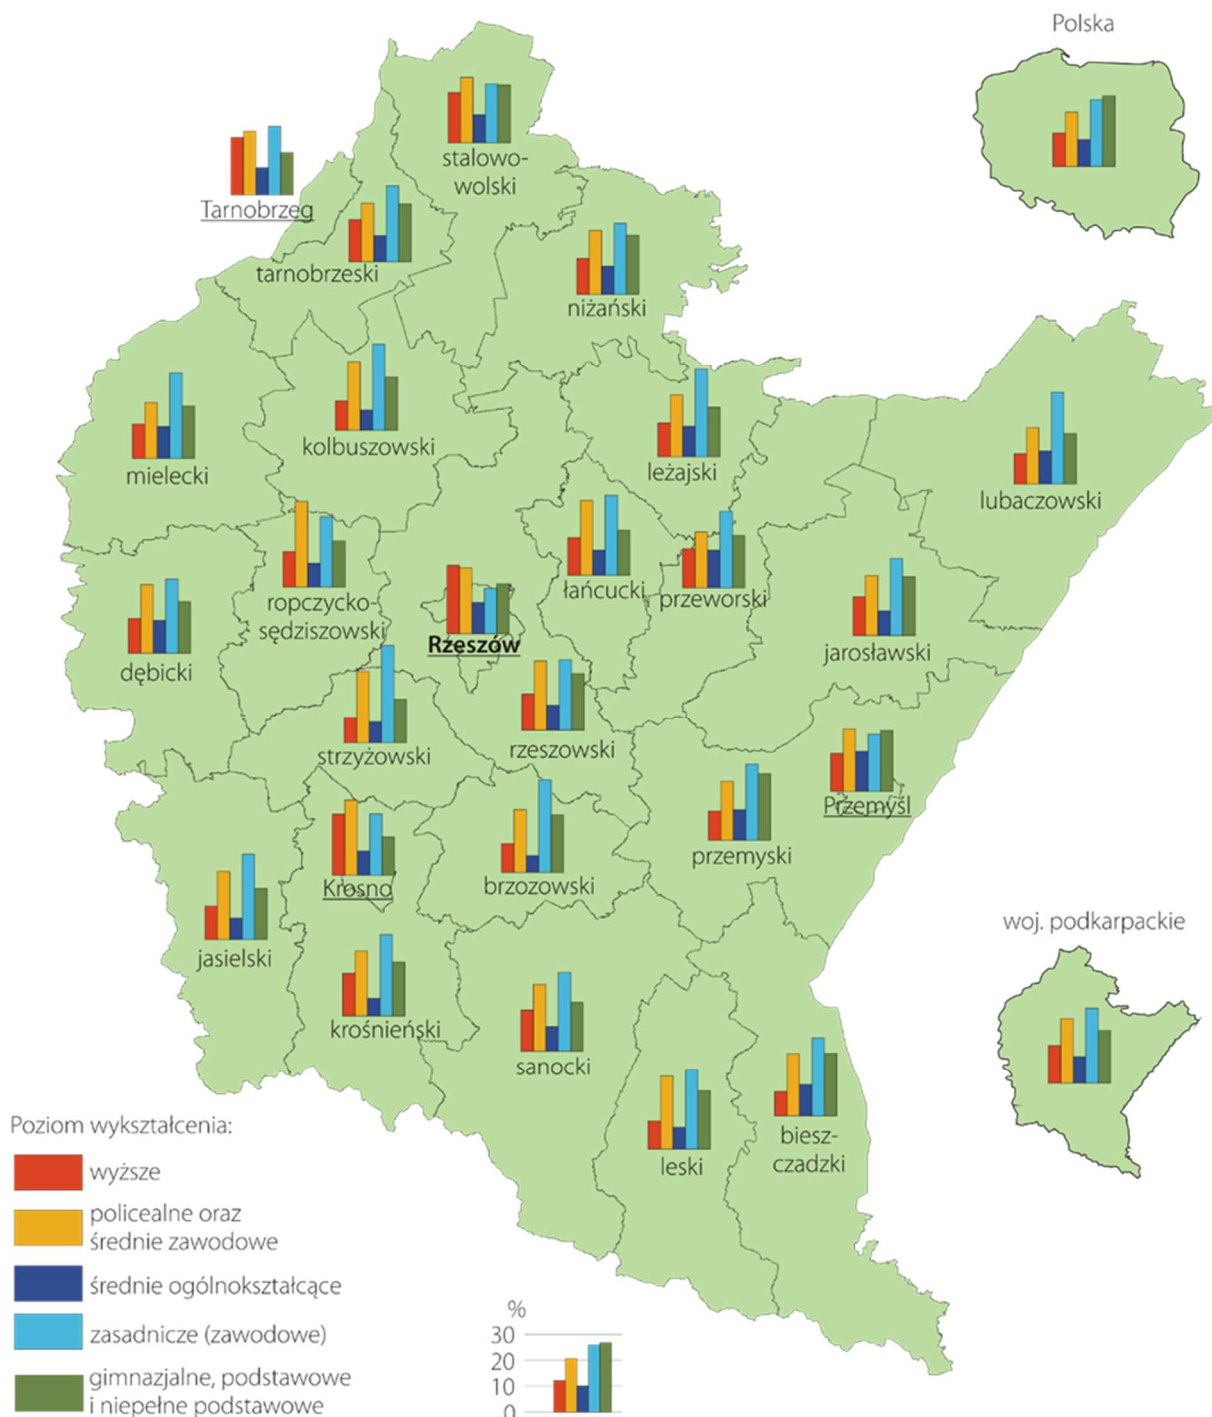 Polska
stalowo-
wolski
Tarnobrzeg
tarnobrzeski
niżański
kolbuszowski
mielecki
leżajski
lubaczowski
ropczycko-
sędziszowski
łańcucki
przeworski
Rzeszów
dębicki
jarosławski
strzyżowski
rzeszowski
Przemyśl
przemyski
Krosno
brzozowski
woj. podkarpackie
jasielski
krośnieński
sanocki
leski
biesz-
czadzki
Poziom wykształcenia:
wyższe
policealne oraz
średnie zawodowe
średnie ogólnokształcące
zasadnicze (zawodowe)
gimnazjalne, podstawowe
i niepełne podstawowe
%
30
20
10
0